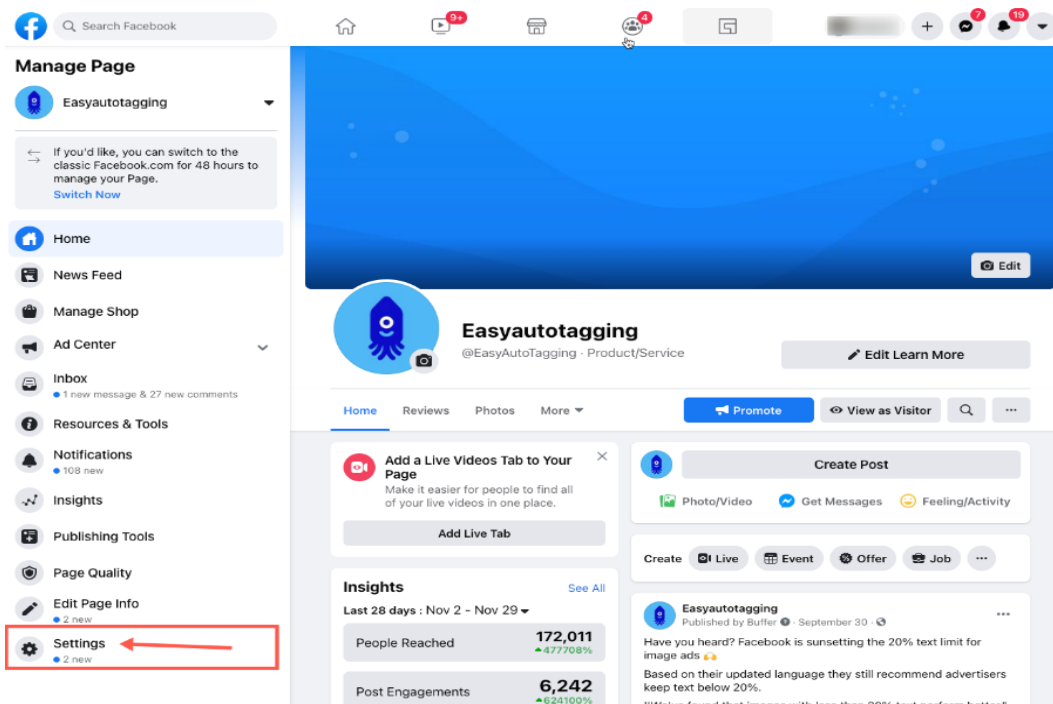 Search Facebook
9+
4
7
19
Manage Page
Easyautotagging
If you'd like, you can switch to the
classic Facebook.com for 48 hours to
manage your Page.
Switch Now
Home
News Feed
Manage Shop
Ad Center
Inbox
1 new message & 27 new comments
Resources & Tools
Notifications
108 new
Insights
Publishing Tools
Page Quality
Edit Page Info
2 new
Settings
2 new
Edit
Easyautotagging
@EasyAutoTagging · Product/Service
Edit Learn More
Home Reviews Photos More
Promote View as Visitor
Add a Live Videos Tab to Your
Page
Make it easier for people to find all
of your live videos in one place.
Add Live Tab
Insights See All
Last 28 days : Nov 2 - Nov 29
People Reached 172,011
477708%
Post Engagements 6,242
624100%
Create Post
Photo/Video Get Messages Feeling/Activity
Create Live Event Offer Job
Easyautotagging
Published by Buffer · September 30 ·
Have you heard? Facebook is sunsetting the 20% text limit for
image ads 🙌
Based on their updated language they still recommend advertisers
keep text below 20%.